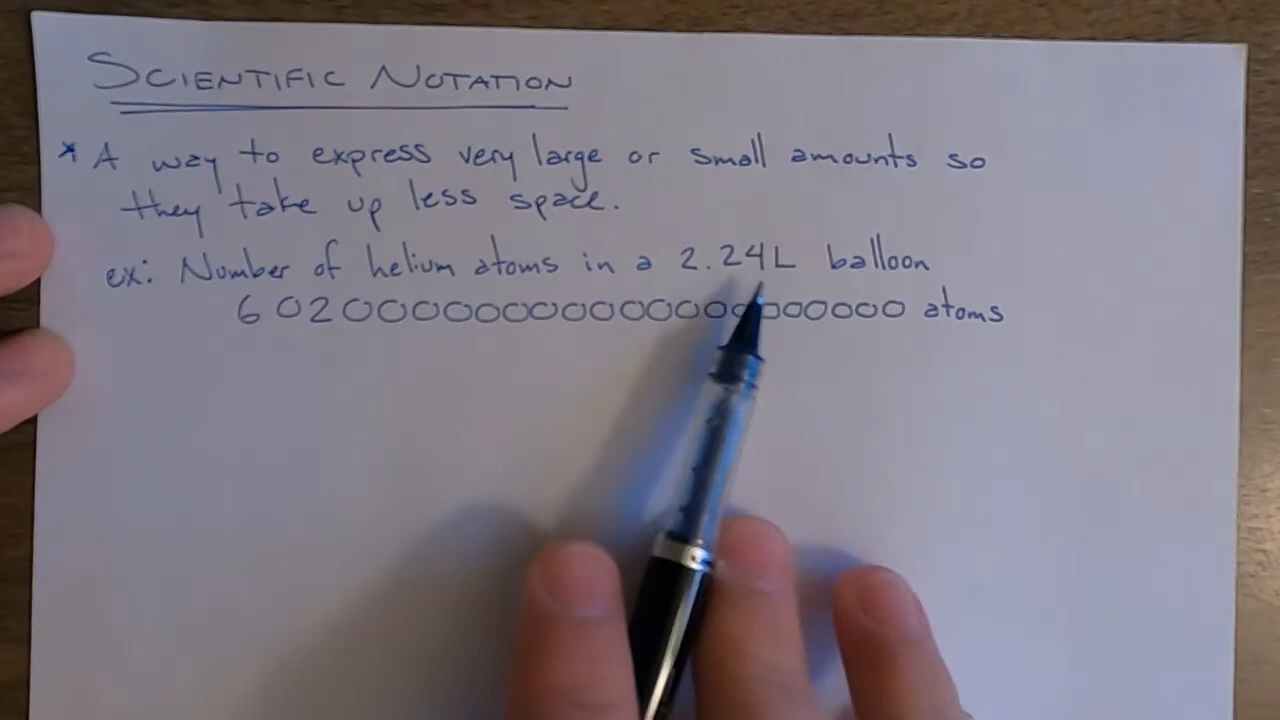 SCIENTIFIC NOTATION
* A way to express very large or small amounts so
they take up less space.
ex: Number of helium atoms in a 2.24L balloon
60200000000000000000000 atoms